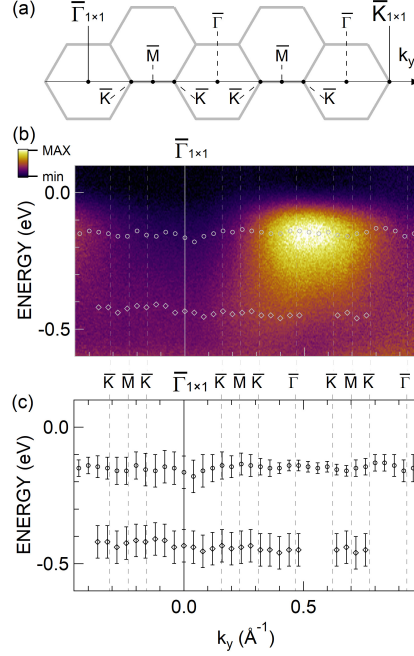 (a)
Γ̅1×1 K̅1×1
Γ̅ Γ̅
M̅ M̅
ky
K̅ K̅ K̅ K̅
(b)
MAX
min
Γ̅1×1
0.0
ENERGY (eV)
-0.5
K̅ M̅ K̅ Γ̅1×1 K̅ M̅ K̅ Γ̅ K̅ M̅ K̅ Γ̅
(c)
0.0
ENERGY (eV)
-0.5
0.0 0.5
ky (Å-1)